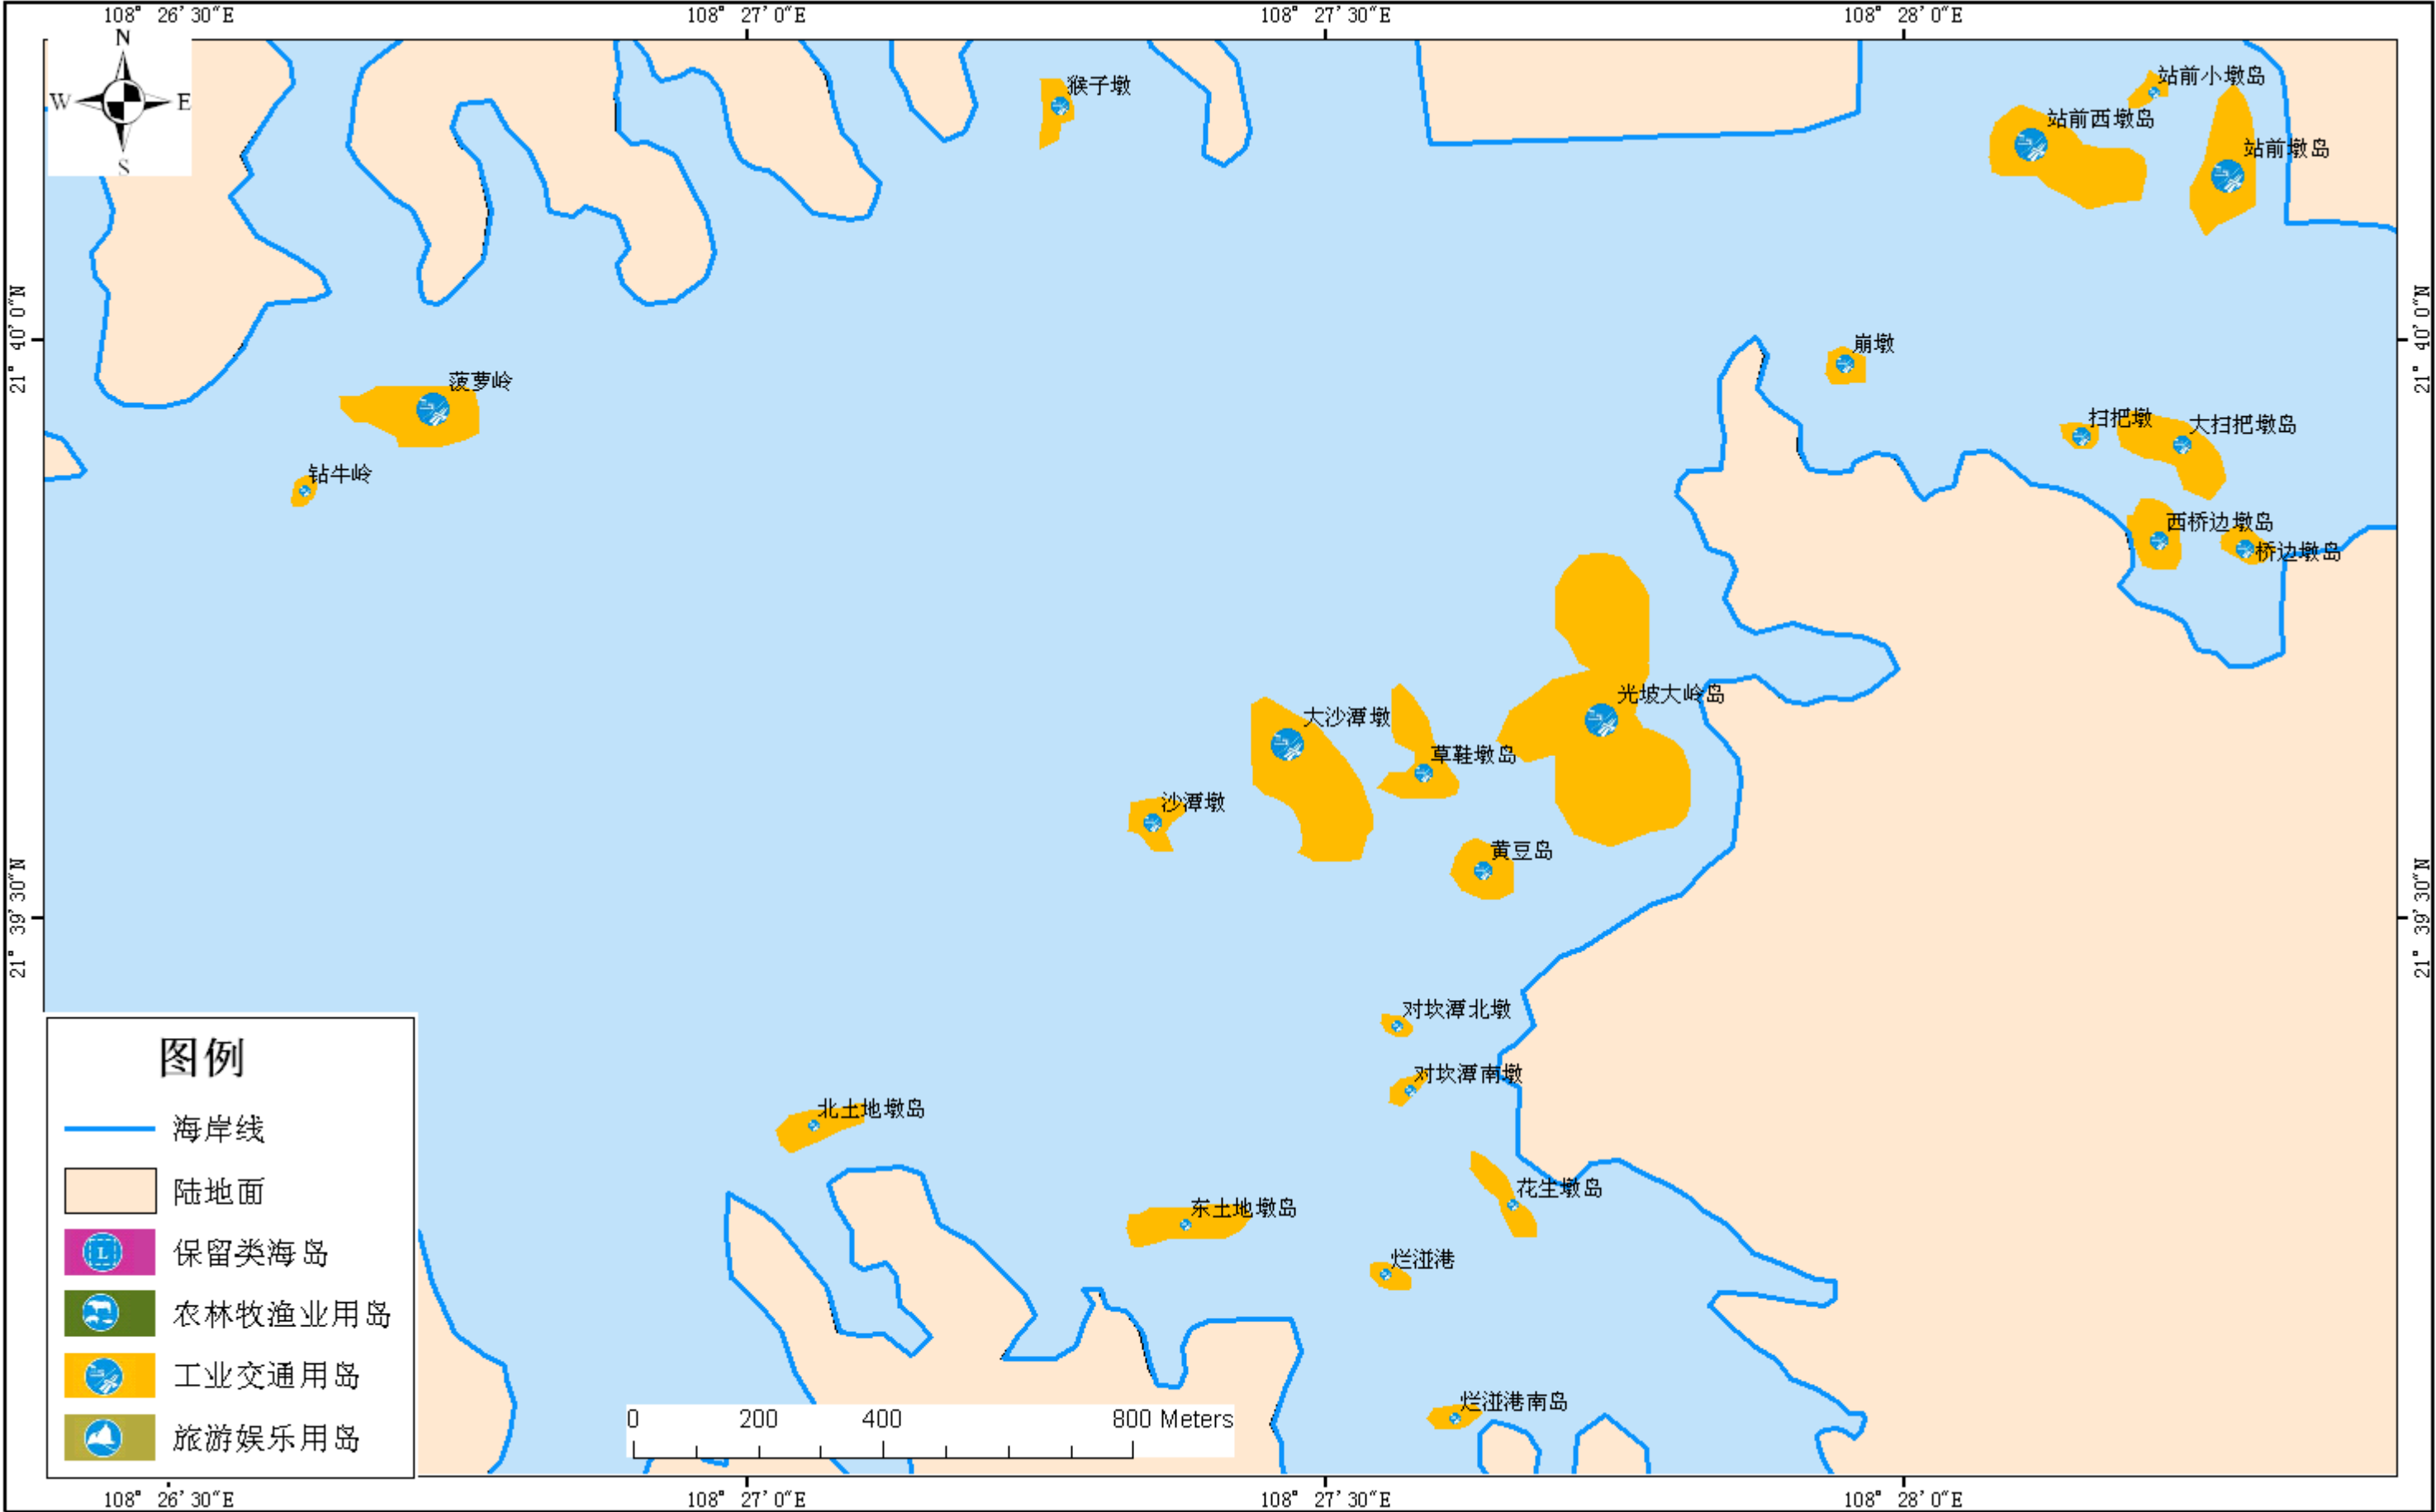 108° 26′30″E
108° 27′0″E
108° 27′30″E
108° 28′0″E
N
W
E
S
猴子墩
站前小墩岛
站前西墩岛
站前墩岛
21° 40′0″N
21° 40′0″N
崩墩
菠萝岭
扫把墩
大扫把墩岛
钻牛岭
西桥边墩岛
桥边墩岛
光坡大岭岛
大沙潭墩
草鞋墩岛
沙潭墩
黄豆岛
21° 39′30″N
21° 39′30″N
对坎潭北墩
对坎潭南墩
北土地墩岛
花生墩岛
东土地墩岛
烂湴港
烂湴港南岛
图例
海岸线
陆地面
L
保留类海岛
农林牧渔业用岛
工业交通用岛
旅游娱乐用岛
0 200 400 800 Meters
108° 26′30″E
108° 27′0″E
108° 27′30″E
108° 28′0″E